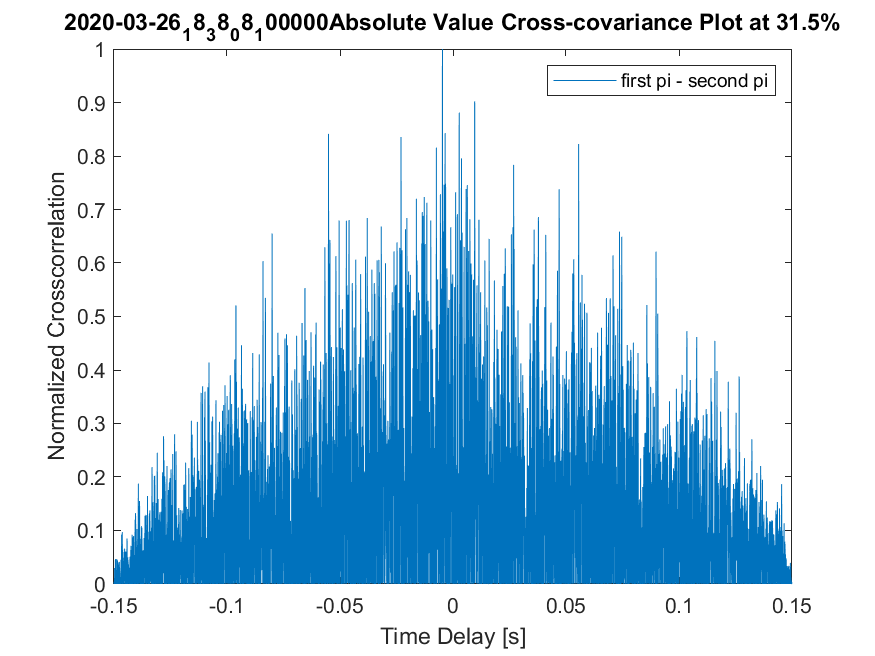 2020-03-26₁8₃8₀8₁00000Absolute Value Cross-covariance Plot at 31.5%
first pi - second pi
Normalized Crosscorrelation
1
0.9
0.8
0.7
0.6
0.5
0.4
0.3
0.2
0.1
0
-0.15 -0.1 -0.05 0 0.05 0.1 0.15
Time Delay [s]